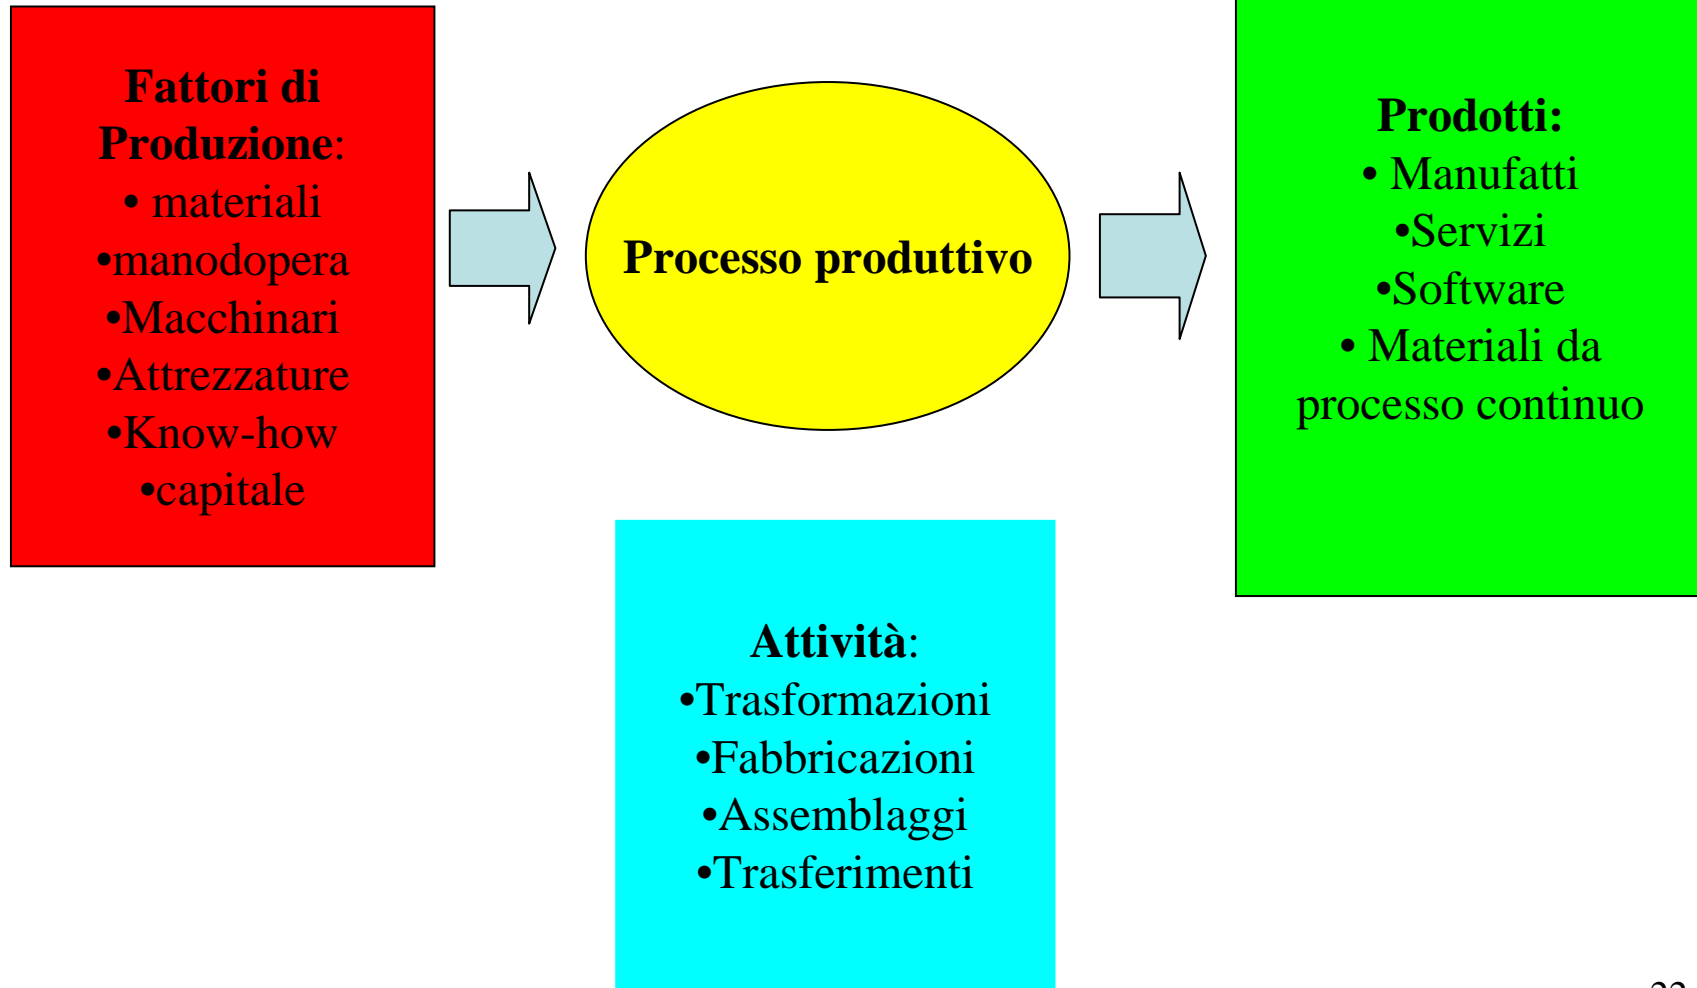 Fattori di
Produzione:
• materiali
•manodopera
•Macchinari
•Attrezzature
•Know-how
•capitale
Processo produttivo
Prodotti:
• Manufatti
•Servizi
•Software
• Materiali da
processo continuo
Attività:
•Trasformazioni
•Fabbricazioni
•Assemblaggi
•Trasferimenti